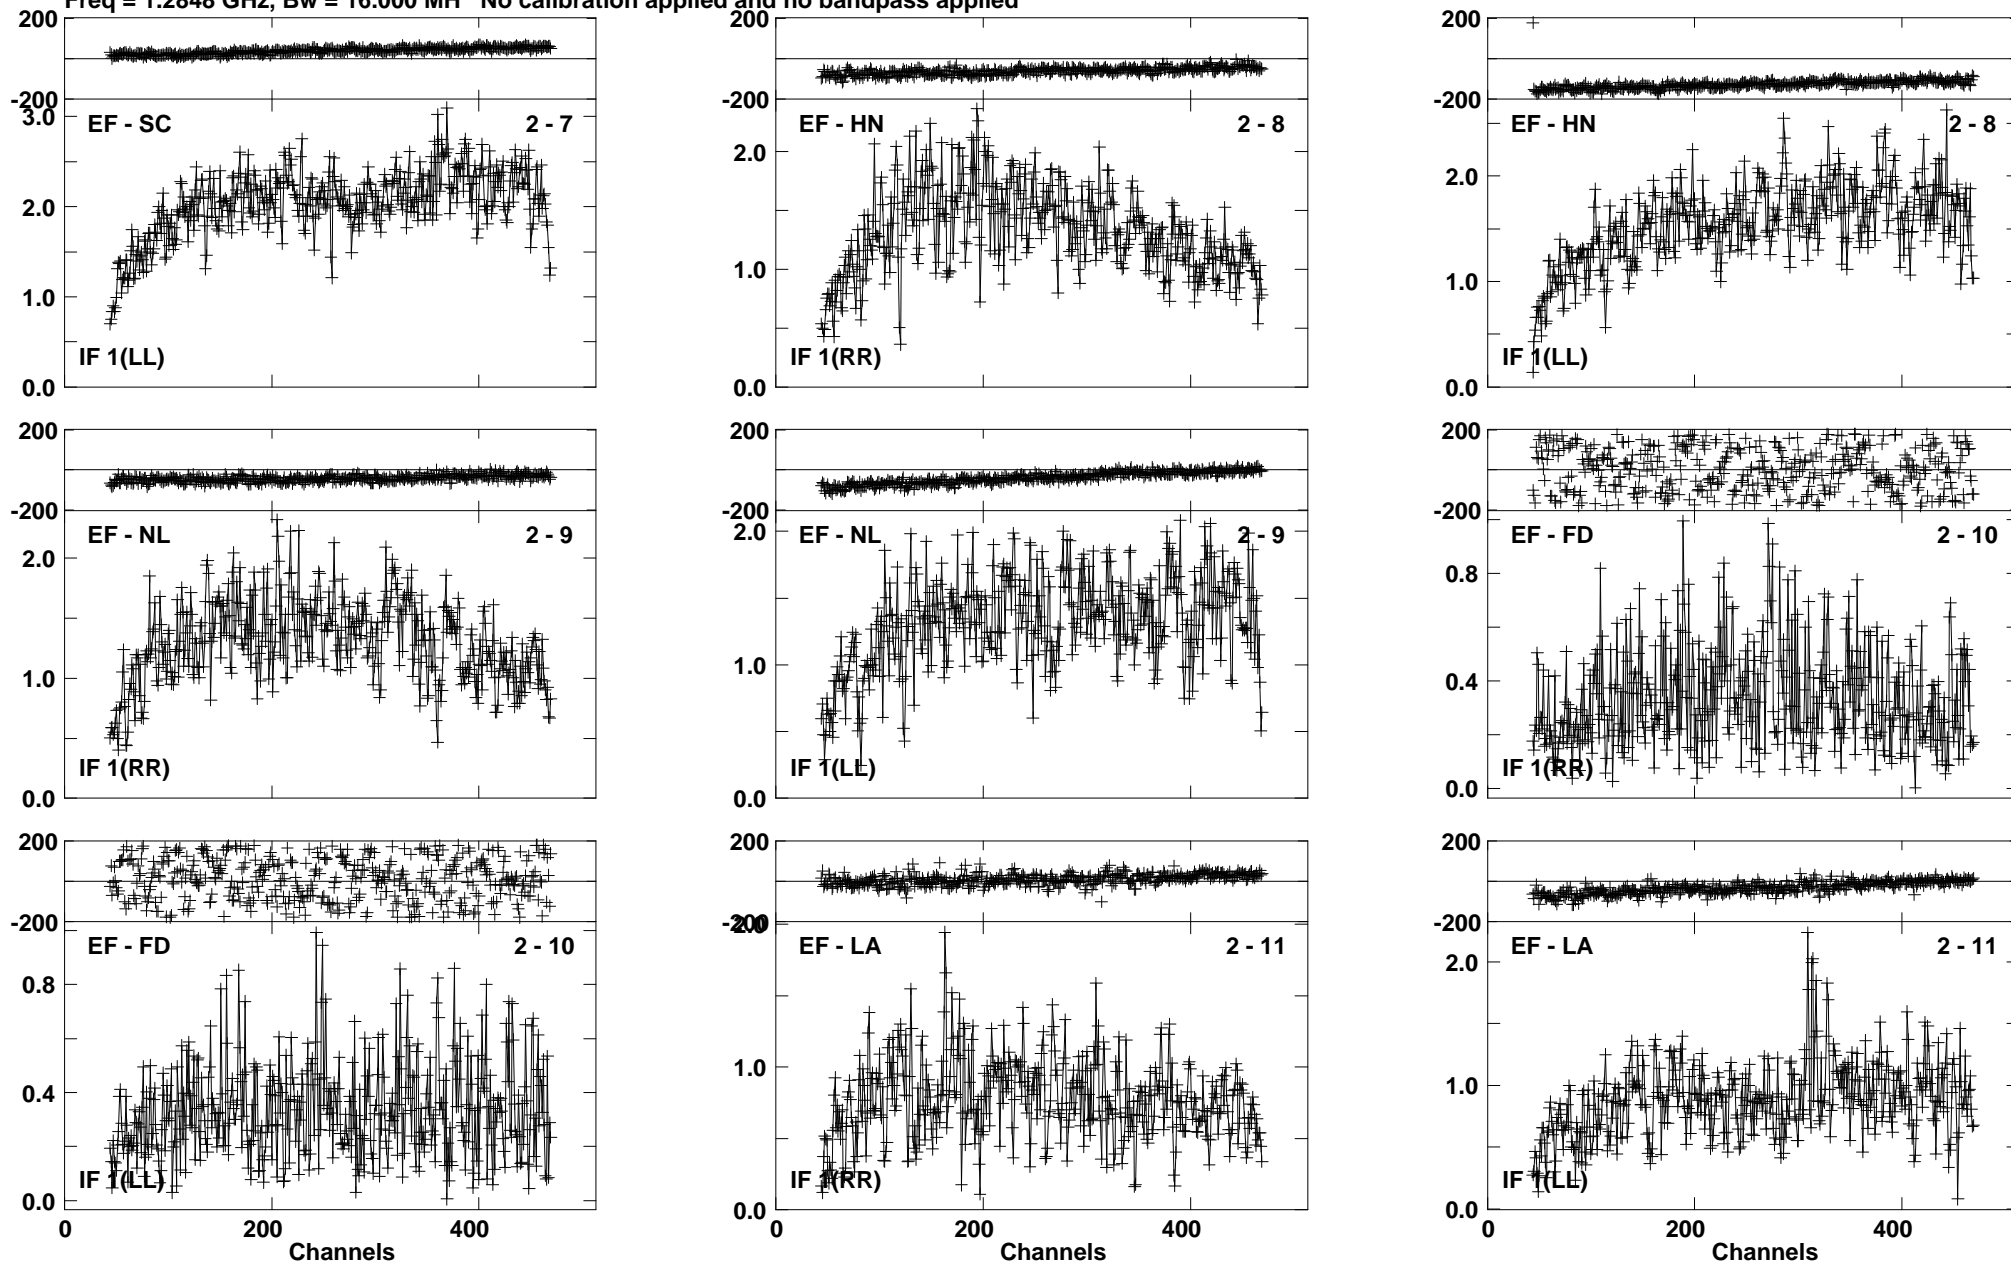 Freq = 1.2848 GHz, Bw = 16.000 MH No calibration applied and no bandpass applied
200 200 200
-200 -200 -200
3.0 EF - SC 2 - 7 EF - HN 2 - 8 EF - HN 2 - 8
2.0 2.0 2.0
1.0 1.0 1.0
IF 1(LL) IF 1(RR) IF 1(LL)
0.0 0.0 0.0
200 200 200
-200 -200 -200
EF - NL 2 - 9 EF - NL 2 - 9 EF - FD 2 - 10
2.0 2.0 0.8
1.0 1.0 0.4
IF 1(RR) IF 1(LL) IF 1(RR)
0.0 0.0 0.0
200 200 200
-200 -200 2.0 -200
EF - FD 2 - 10 EF - LA 2 - 11 EF - LA 2 - 11
0.8 2.0
0.4 1.0 1.0
IF 1(LL) IF 1(RR) IF 1(LL)
0.0 0.0 0.0
0 200 400 0 200 400 0 200 400
Channels Channels Channels